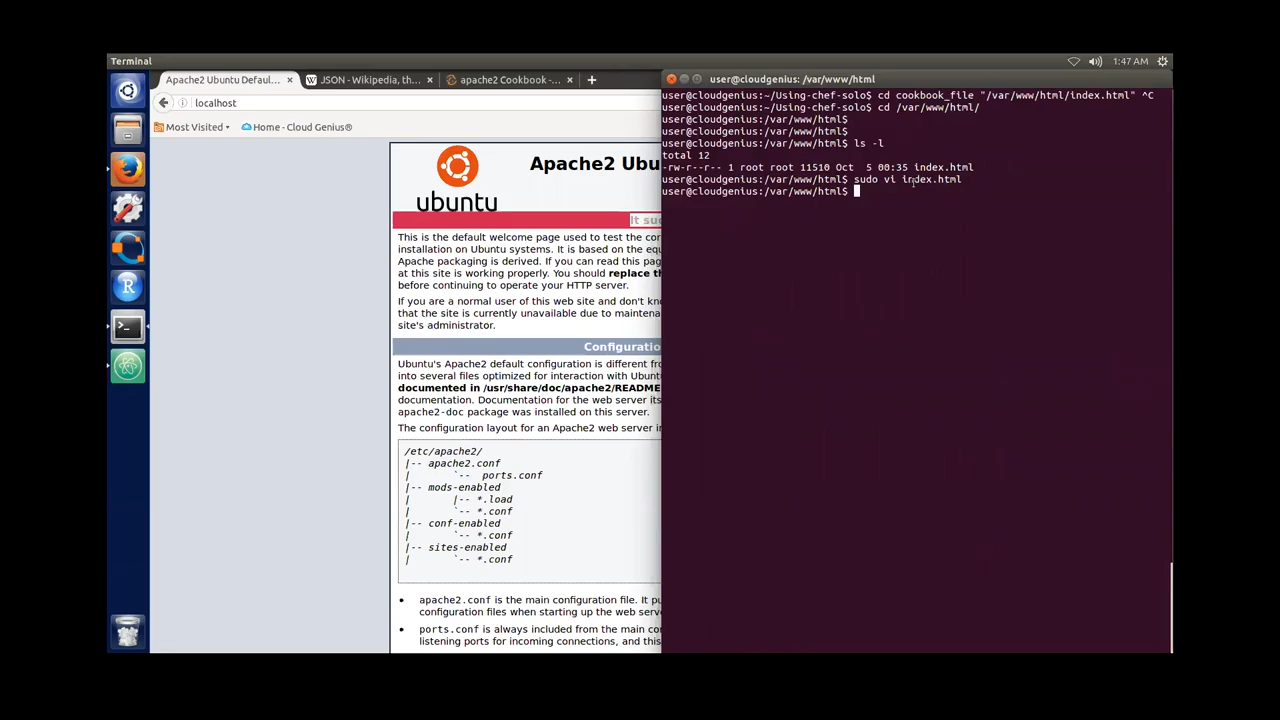 Terminal
1:47 AM
Apache2 Ubuntu Defaul... ×
JSON - Wikipedia, th... ×
apache2 Cookbook -... ×
user@cloudgenius: /var/www/html
localhost
Most Visited
Home - Cloud Genius®
ubuntu
Apache2 Ubu
It
This is the default welcome page used to test the cor
installation on Ubuntu systems. It is based on the equ
Apache packaging is derived. If you can read this pag
at this site is working properly. You should replace th
before continuing to operate your HTTP server.
If you are a normal user of this web site and don't kno
that the site is currently unavailable due to maintena
site's administrator.
Configuratio
Ubuntu's Apache2 default configuration is different fro
into several files optimized for interaction with Ubuntu
documented in /usr/share/doc/apache2/README
documentation. Documentation for the web server its
apache2-doc package was installed on this server.
The configuration layout for an Apache2 web server i
/etc/apache2/
|-- apache2.conf
|       `--  ports.conf
|-- mods-enabled
|       |-- *.load
|       `-- *.conf
|-- conf-enabled
|       `-- *.conf
|-- sites-enabled
|       `-- *.conf
• apache2.conf is the main configuration file. It pu
configuration files when starting up the web serve
• ports.conf is always included from the main con
listening ports for incoming connections, and this
user@cloudgenius:~/Using-chef-solo$ cd cookbook_file "/var/www/html/index.html" ^C
user@cloudgenius:~/Using-chef-solo$ cd /var/www/html/
user@cloudgenius:/var/www/html$
user@cloudgenius:/var/www/html$
user@cloudgenius:/var/www/html$ ls -l
total 12
-rw-r--r-- 1 root root 11510 Oct  5 00:35 index.html
user@cloudgenius:/var/www/html$ sudo vi index.html
user@cloudgenius:/var/www/html$